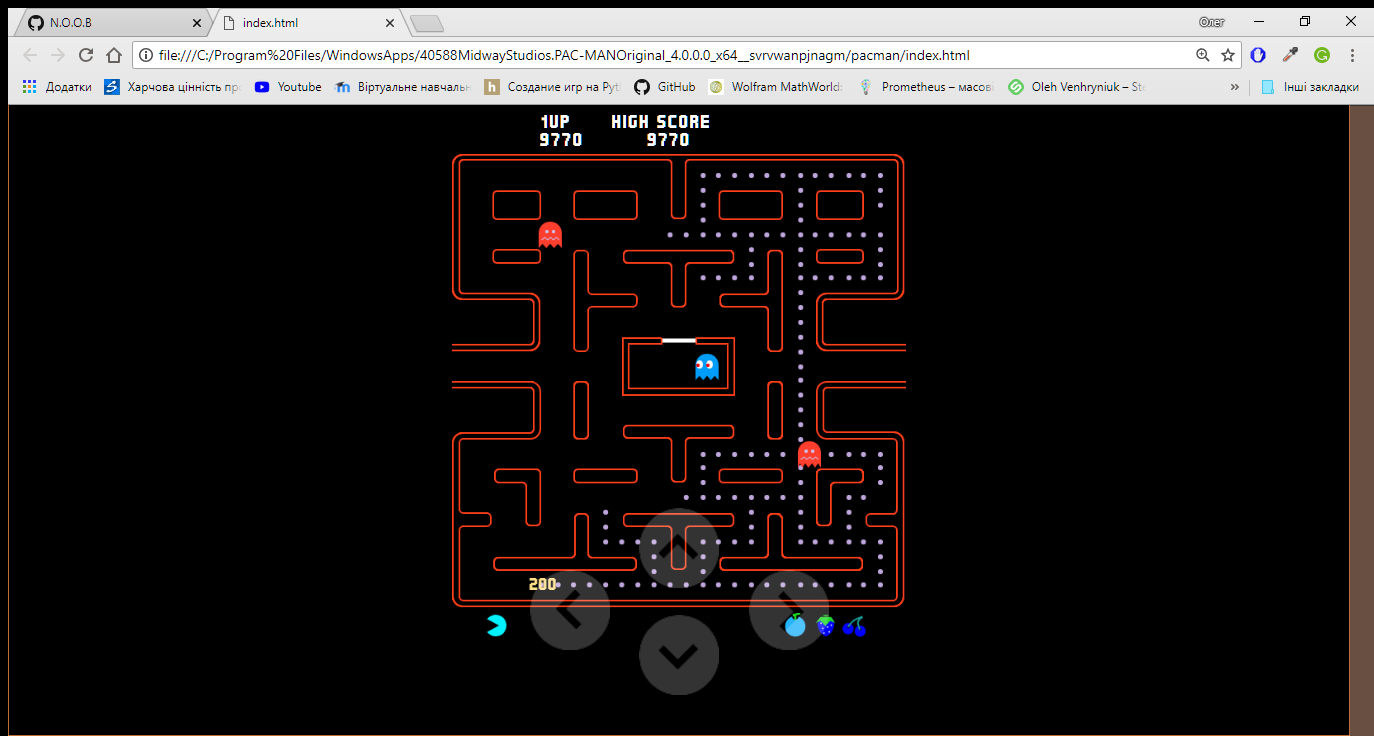 N.O.O.B
index.html
Олег
file:///C:/Program%20Files/WindowsApps/40588MidwayStudios.PAC-MANOriginal_4.0.0.0_x64__svrvwanpjnagm/pacman/index.html
Додатки Харчова цінність про Youtube Віртуальне навчальн Создание игр на Pyt GitHub Wolfram MathWorld: Prometheus – масові Oleh Venhryniuk – St » Інші закладки
1UP HIGH SCORE
9770 9770
200